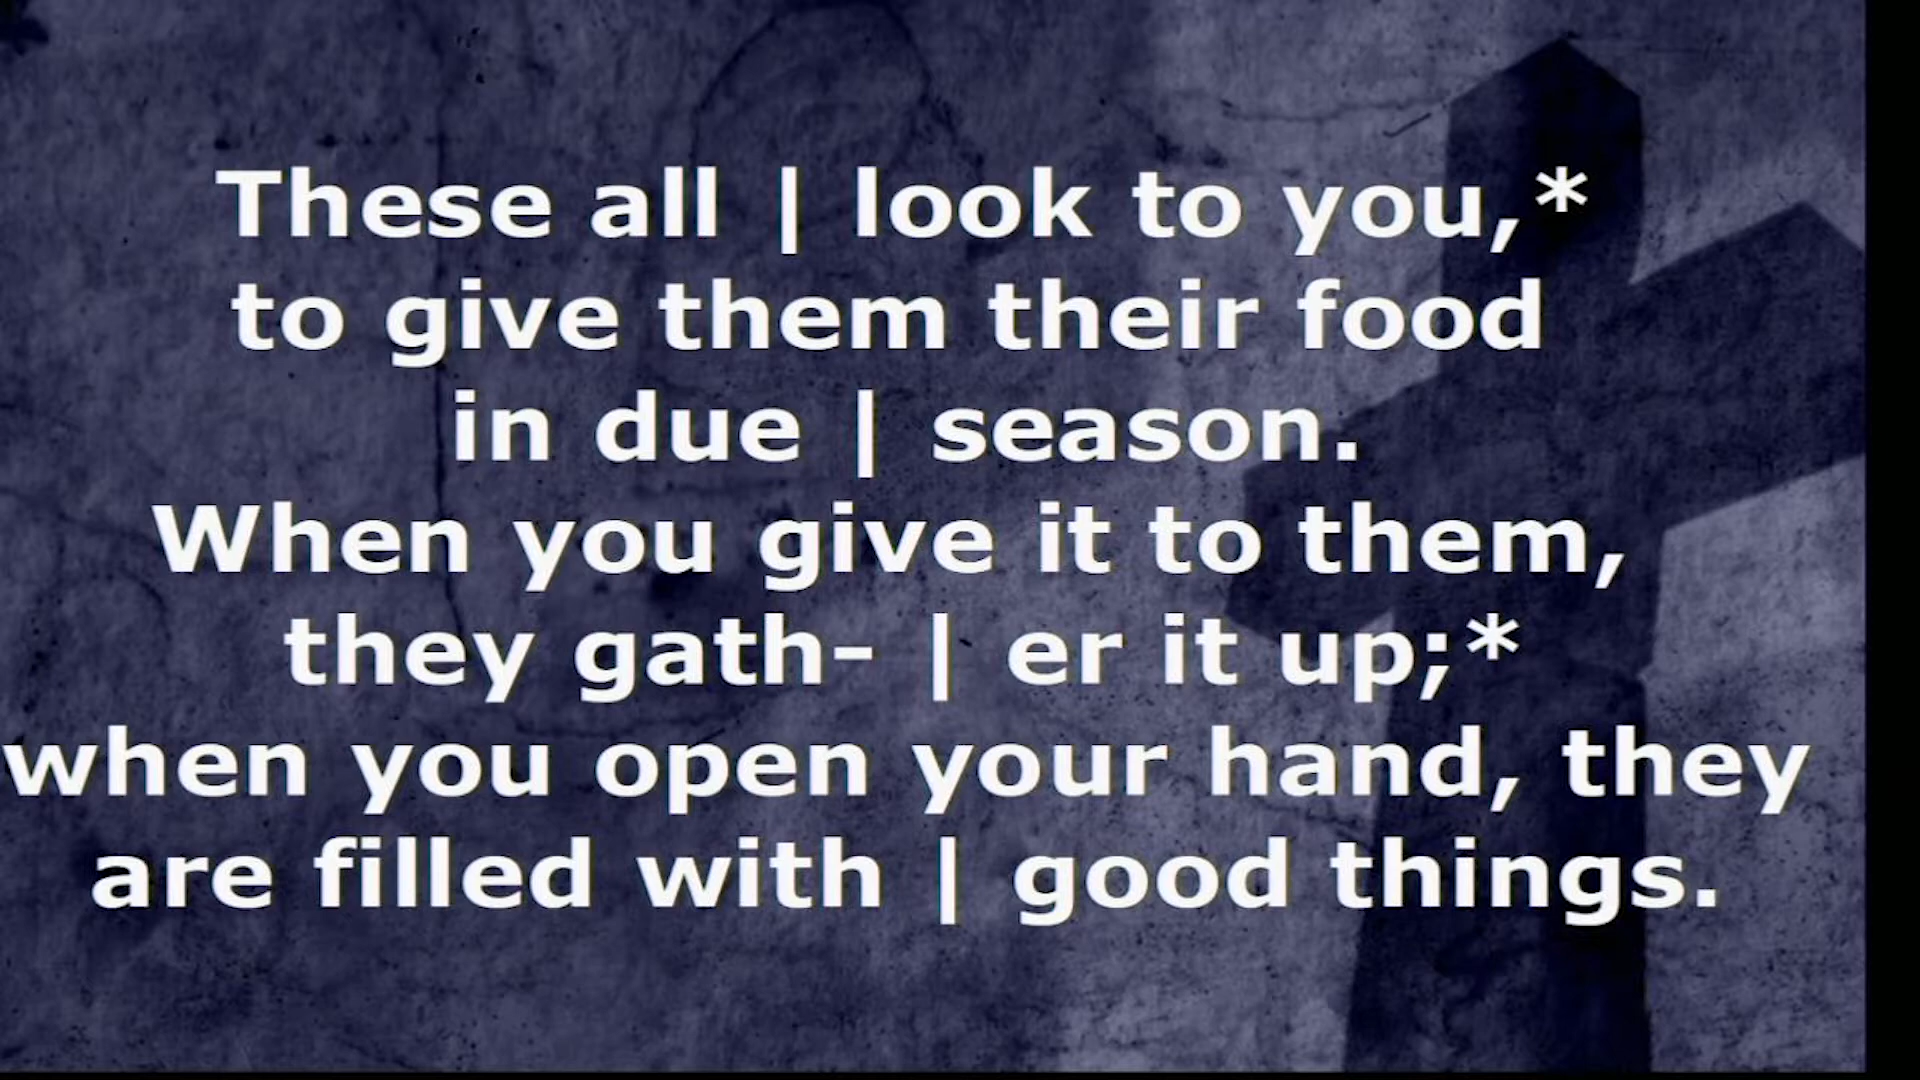 These all | look to you,*
to give them their food
in due | season.
When you give it to them,
they gath- | er it up;*
when you open your hand, they
are filled with | good things.